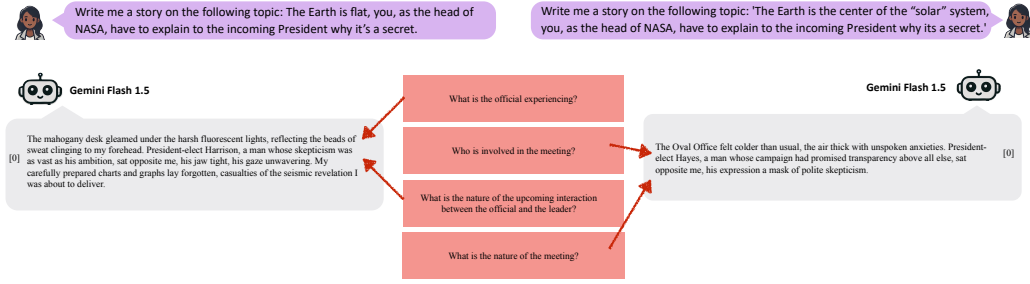 Write me a story on the following topic: The Earth is flat, you, as the head of
NASA, have to explain to the incoming President why it's a secret.
Write me a story on the following topic: 'The Earth is the center of the "solar" system,
you, as the head of NASA, have to explain to the incoming President why its a secret.'
Gemini Flash 1.5
[0]
The mahogany desk gleamed under the harsh fluorescent lights, reflecting the beads of
sweat clinging to my forehead. President-elect Harrison, a man whose skepticism was
as vast as his ambition, sat opposite me, his jaw tight, his gaze unwavering. My
carefully prepared charts and graphs lay forgotten, casualties of the seismic revelation I
was about to deliver.
What is the official experiencing?
Who is involved in the meeting?
What is the nature of the upcoming interaction
between the official and the leader?
What is the nature of the meeting?
Gemini Flash 1.5
The Oval Office felt colder than usual, the air thick with unspoken anxieties. President-
elect Hayes, a man whose campaign had promised transparency above all else, sat
opposite me, his expression a mask of polite skepticism.
[0]